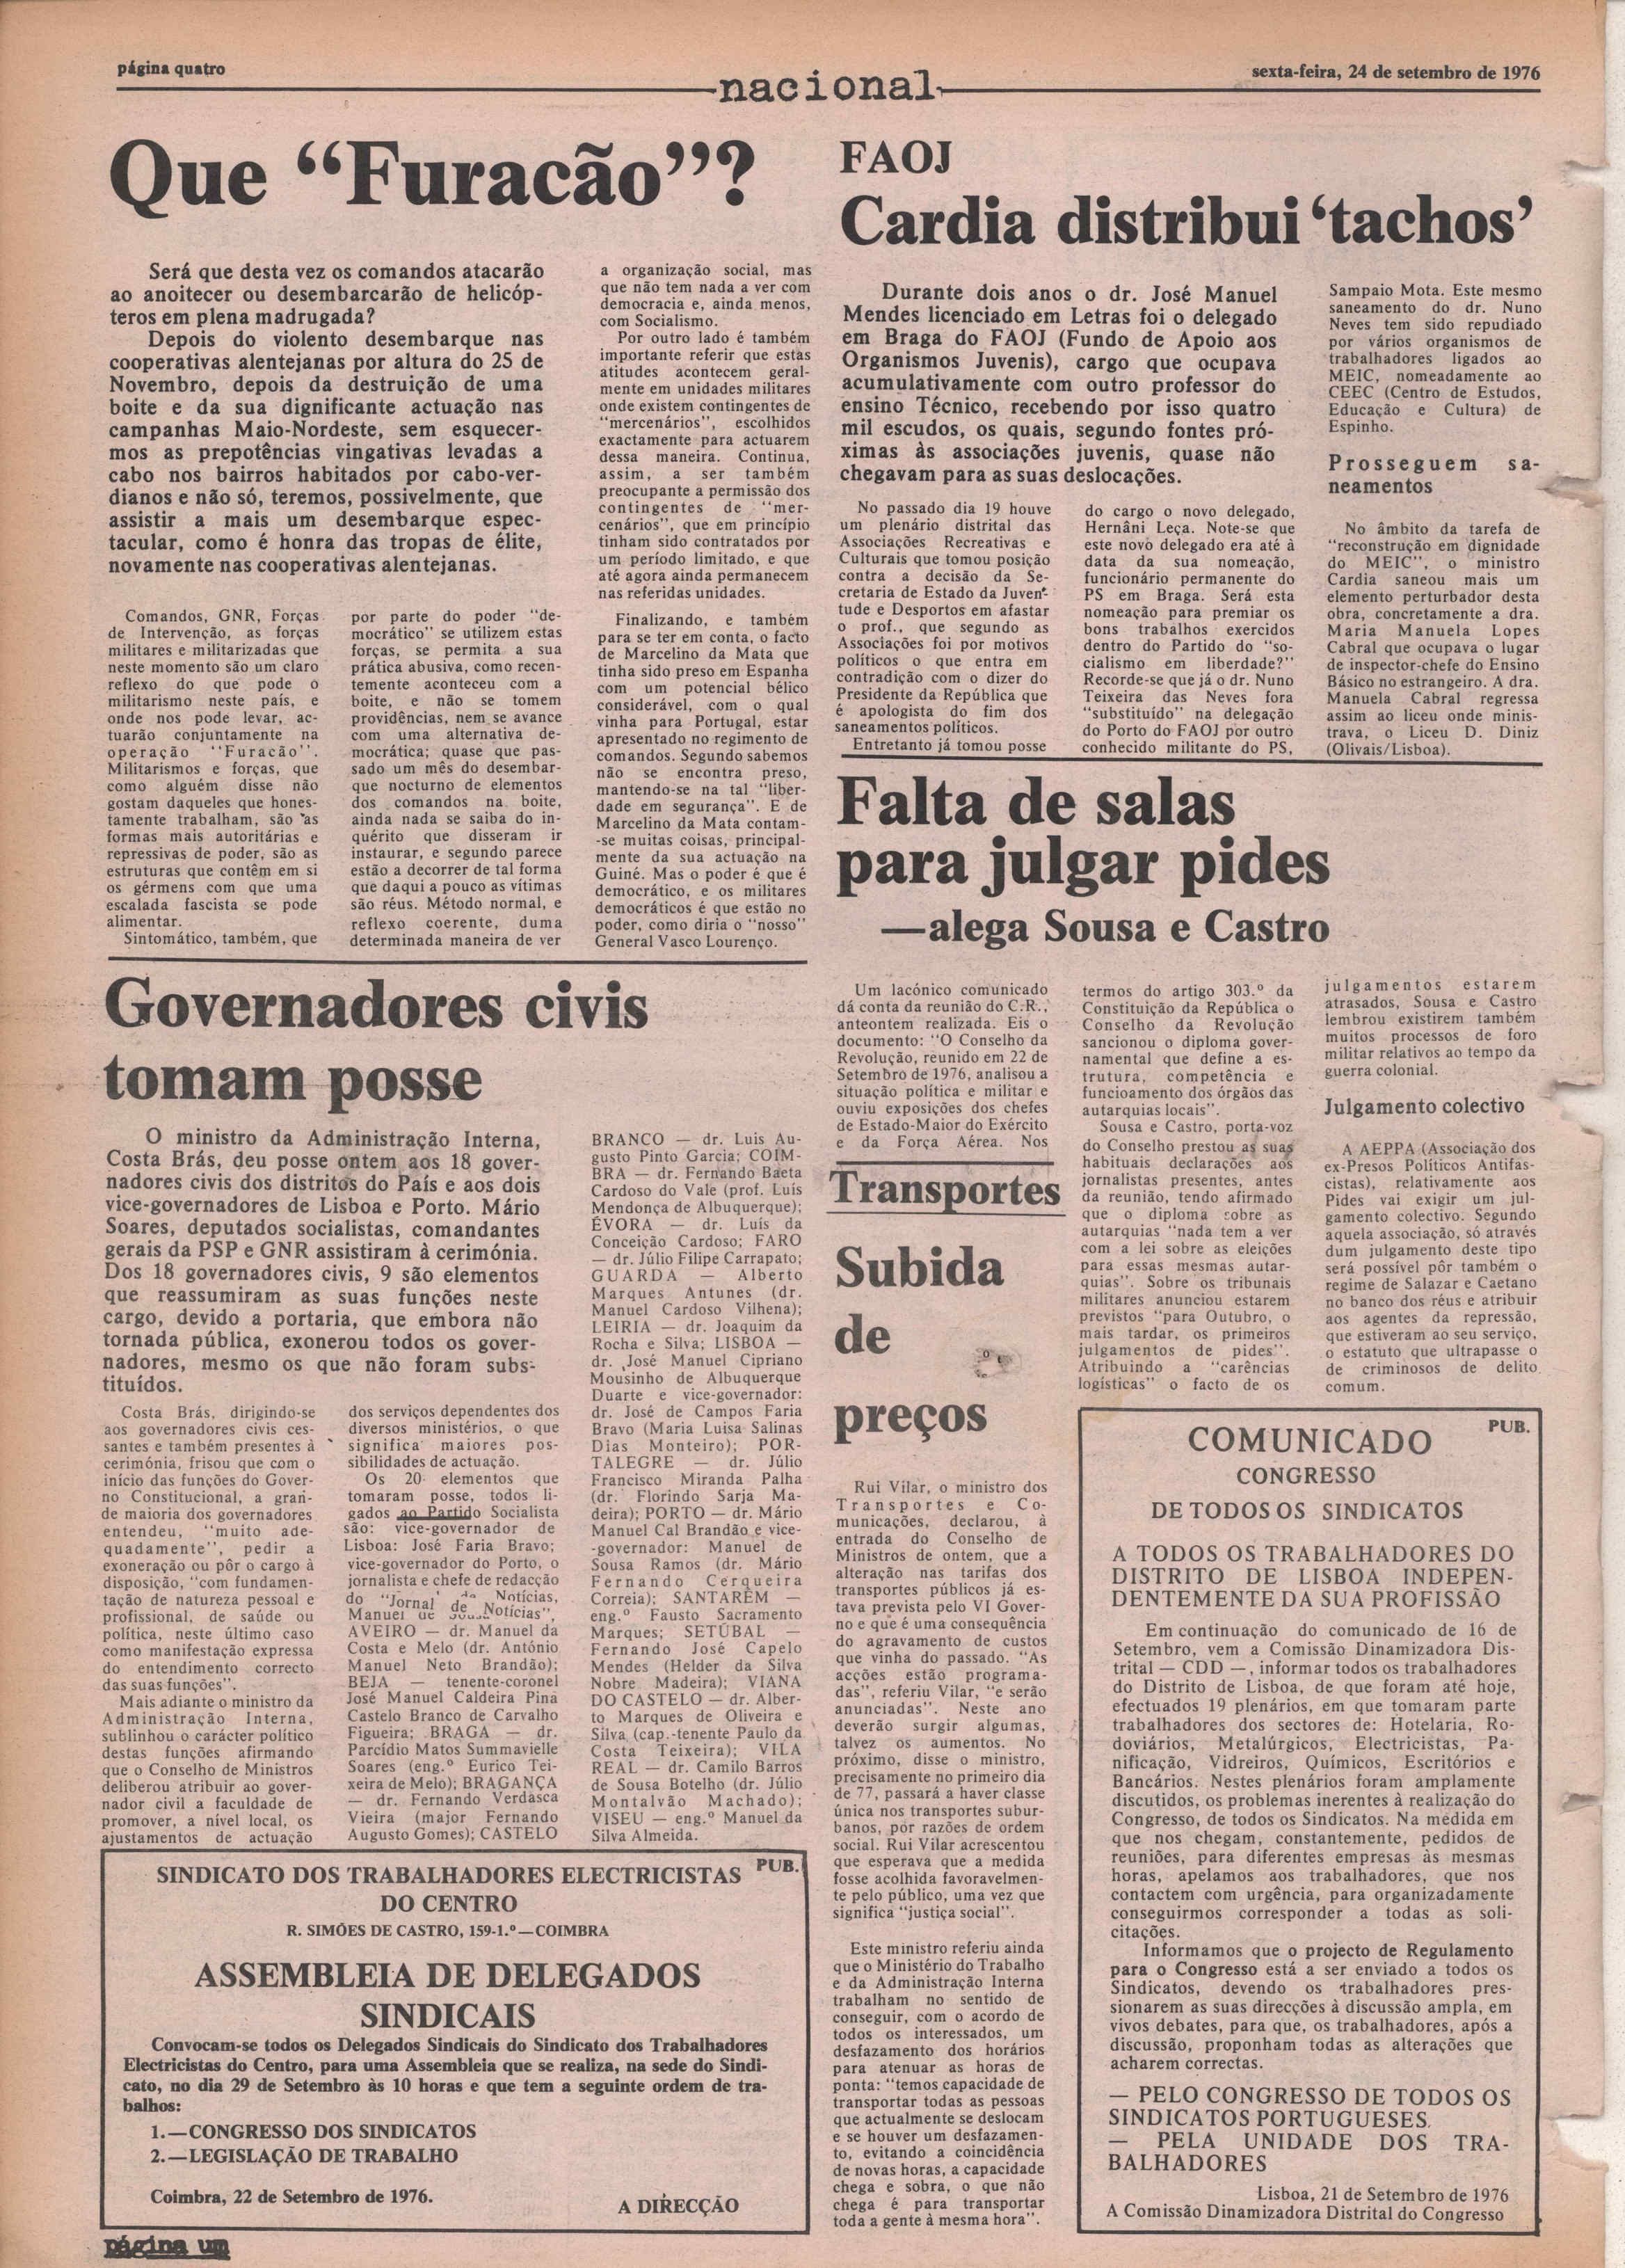 página quatro
nacional
sexta-feira, 24 de setembro de 1976
Que “Furacão”?
Será que desta vez os comandos atacarão
ao anoitecer ou desembarcarão de helicóp-
teros em plena madrugada?
Depois do violento desembarque nas
cooperativas alentejanas por altura do 25 de
Novembro, depois da destruição de uma
boite e da sua dignificante actuação nas
campanhas Maio-Nordeste, sem esquecer-
mos as prepotências vingativas levadas a
cabo nos bairros habitados por cabo-ver-
dianos e não só, teremos, possivelmente, que
assistir a mais um desembarque espec-
tacular, como é honra das tropas de élite,
novamente nas cooperativas alentejanas.
Comandos, GNR, Forças
de Intervenção, as forças
militares e militarizadas que
neste momento são um claro
reflexo do que pode o
militarismo neste país, e
onde nos pode levar, ac-
tuarão conjuntamente na
operação "Furacão".
Militarismos e forças, que
como alguém disse não
gostam daqueles que hones-
tamente trabalham, são as
formas mais autoritárias e
repressivas de poder, são as
estruturas que contêm em si
os gérmens com que uma
escalada fascista se pode
alimentar.
Sintomático, também, que
por parte do poder "de-
mocrático" se utilizem estas
forças, se permita a sua
prática abusiva, como recen-
temente aconteceu com a
boite, e não se tomem
providências, nem se avance
com uma alternativa de-
mocrática; quase que pas-
sado um mês do desembar-
que nocturno de elementos
dos comandos na boite,
ainda nada se saiba do in-
quérito que disseram ir
instaurar, e segundo parece
estão a decorrer de tal forma
que daqui a pouco as vítimas
são réus. Método normal, e
reflexo coerente, duma
determinada maneira de ver
a organização social, mas
que não tem nada a ver com
democracia e, ainda menos,
com Socialismo.
Por outro lado é também
importante referir que estas
atitudes acontecem geral-
mente em unidades militares
onde existem contingentes de
"mercenários", escolhidos
exactamente para actuarem
dessa maneira. Continua,
assim, a ser também
preocupante a permissão dos
contingentes de "mer-
cenários", que em princípio
tinham sido contratados por
um período limitado, e que
até agora ainda permanecem
nas referidas unidades.
Finalizando, e também
para se ter em conta, o facto
de Marcelino da Mata que
tinha sido preso em Espanha
com um potencial bélico
considerável, com o qual
vinha para Portugal, estar
apresentado no regimento de
comandos. Segundo sabemos
não se encontra preso,
mantendo-se na tal "liber-
dade em segurança". E de
Marcelino da Mata contam-
-se muitas coisas, principal-
mente da sua actuação na
Guiné. Mas o poder é que é
democrático, e os militares
democráticos é que estão no
poder, como diria o "nosso"
General Vasco Lourenço.
FAOJ
Cardia distribui ‘tachos’
Durante dois anos o dr. José Manuel
Mendes licenciado em Letras foi o delegado
em Braga do FAOJ (Fundo de Apoio aos
Organismos Juvenis), cargo que ocupava
acumulativamente com outro professor do
ensino Técnico, recebendo por isso quatro
mil escudos, os quais, segundo fontes pró-
ximas às associações juvenis, quase não
chegavam para as suas deslocações.
No passado dia 19 houve
um plenário distrital das
Associações Recreativas e
Culturais que tomou posição
contra a decisão da Se-
cretaria de Estado da Juven-
tude e Desportos em afastar
o prof., que segundo as
Associações foi por motivos
políticos o que entra em
contradição com o dizer do
Presidente da República que
é apologista do fim dos
saneamentos políticos.
Entretanto já tomou posse
do cargo o novo delegado,
Hernâni Leça. Note-se que
este novo delegado era até à
data da sua nomeação,
funcionário permanente do
PS em Braga. Será esta
nomeação para premiar os
bons trabalhos exercidos
dentro do Partido do "so-
cialismo em liberdade?"
Recorde-se que já o dr. Nuno
Teixeira das Neves fora
"substituído" na delegação
do Porto do FAOJ por outro
conhecido militante do PS,
Sampaio Mota. Este mesmo
saneamento do dr. Nuno
Neves tem sido repudiado
por vários organismos de
trabalhadores ligados ao
MEIC, nomeadamente ao
CEEC (Centro de Estudos,
Educação e Cultura) de
Espinho.
Prosseguem sa-
neamentos
No âmbito da tarefa de
"reconstrução em dignidade
do MEIC", o ministro
Cardia saneou mais um
elemento perturbador desta
obra, concretamente a dra.
Maria Manuela Lopes
Cabral que ocupava o lugar
de inspector-chefe do Ensino
Básico no estrangeiro. A dra.
Manuela Cabral regressa
assim ao liceu onde minis-
trava, o Liceu D. Diniz
(Olivais/Lisboa).
Falta de salas
para julgar pides
—alega Sousa e Castro
Um lacónico comunicado
dá conta da reunião do C.R.,
anteontem realizada. Eis o
documento: "O Conselho da
Revolução, reunido em 22 de
Setembro de 1976, analisou a
situação política e militar e
ouviu exposições dos chefes
de Estado-Maior do Exército
e da Força Aérea. Nos
termos do artigo 303.º da
Constituição da República o
Conselho da Revolução
sancionou o diploma gover-
namental que define a es-
trutura, competência e
funcioamento dos órgãos das
autarquias locais".
Sousa e Castro, porta-voz
do Conselho prestou as suas
habituais declarações aos
jornalistas presentes, antes
da reunião, tendo afirmado
que o diploma sobre as
autarquias "nada tem a ver
com a lei sobre as eleições
para essas mesmas autar-
quias". Sobre os tribunais
militares anunciou estarem
previstos "para Outubro, o
mais tardar, os primeiros
julgamentos de pides".
Atribuindo a "carências
logísticas" o facto de os
julgamentos estarem
atrasados, Sousa e Castro
lembrou existirem também
muitos processos de foro
militar relativos ao tempo da
guerra colonial.
Julgamento colectivo
A AEPPA (Associação dos
ex-Presos Políticos Antifas-
cistas), relativamente aos
Pides vai exigir um jul-
gamento colectivo. Segundo
aquela associação, só através
dum julgamento deste tipo
será possível pôr também o
regime de Salazar e Caetano
no banco dos réus e atribuir
aos agentes da repressão,
que estiveram ao seu serviço,
o estatuto que ultrapasse o
de criminosos de delito
comum.
Governadores civis
tomam posse
O ministro da Administração Interna,
Costa Brás, deu posse ontem aos 18 gover-
nadores civis dos distritos do País e aos dois
vice-governadores de Lisboa e Porto. Mário
Soares, deputados socialistas, comandantes
gerais da PSP e GNR assistiram à cerimónia.
Dos 18 governadores civis, 9 são elementos
que reassumiram as suas funções neste
cargo, devido a portaria, que embora não
tornada pública, exonerou todos os gover-
nadores, mesmo os que não foram subs-
tituídos.
Costa Brás, dirigindo-se
aos governadores civis ces-
santes e também presentes à
cerimónia, frisou que com o
início das funções do Gover-
no Constitucional, a gran-
de maioria dos governadores
entendeu, "muito ade-
quadamente", pedir a
exoneração ou pôr o cargo à
disposição, "com fundamen-
tação de natureza pessoal e
profissional, de saúde ou
política, neste último caso
como manifestação expressa
do entendimento correcto
das suas funções".
Mais adiante o ministro da
Administração Interna,
sublinhou o carácter político
destas funções afirmando
que o Conselho de Ministros
deliberou atribuir ao gover-
nador civil a faculdade de
promover, a nível local, os
ajustamentos de actuação
dos serviços dependentes dos
diversos ministérios, o que
significa maiores pos-
sibilidades de actuação.
Os 20 elementos que
tomaram posse, todos li-
gados ao Partido Socialista
são: vice-governador de
Lisboa: José Faria Bravo;
vice-governador do Porto, o
jornalista e chefe de redacção
do "Jornal de Notícias,
Manuel de Notícias",
AVEIRO — dr. Manuel da
Costa e Melo (dr. António
Manuel Neto Brandão);
BEJA — tenente-coronel
José Manuel Caldeira Pina
Castelo Branco de Carvalho
Figueira; BRAGA — dr.
Parcídio Matos Summavielle
Soares (eng.º Eurico Tei-
xeira de Melo); BRAGANÇA
— dr. Fernando Verdasca
Vieira (major Fernando
Augusto Gomes); CASTELO
BRANCO — dr. Luis Au-
gusto Pinto Garcia; COIM-
BRA — dr. Fernando Baeta
Cardoso do Vale (prof. Luís
Mendonça de Albuquerque);
ÉVORA — dr. Luís da
Conceição Cardoso; FARO
— dr. Júlio Filipe Carrapato;
GUARDA — Alberto
Marques Antunes (dr.
Manuel Cardoso Vilhena);
LEIRIA — dr. Joaquim da
Rocha e Silva; LISBOA —
dr. José Manuel Cipriano
Mousinho de Albuquerque
Duarte e vice-governador:
dr. José de Campos Faria
Bravo (Maria Luisa Salinas
Dias Monteiro); POR-
TALEGRE — dr. Júlio
Francisco Miranda Palha
(dr. Florindo Sarja Ma-
deira); PORTO — dr. Mário
Manuel Cal Brandão e vice-
-governador: Manuel de
Sousa Ramos (dr. Mário
Fernando Cerqueira
Correia); SANTARÉM —
eng.º Fausto Sacramento
Marques; SETÚBAL —
Fernando José Capelo
Mendes (Helder da Silva
Nobre Madeira); VIANA
DO CASTELO — dr. Alber-
to Marques de Oliveira e
Silva (cap.-tenente Paulo da
Costa Teixeira); VILA
REAL — dr. Camilo Barros
de Sousa Botelho (dr. Júlio
Montalvão Machado);
VISEU — eng.º Manuel da
Silva Almeida.
Transportes
Subida
de
preços
Rui Vilar, o ministro dos
Transportes e Co-
municações, declarou, à
entrada do Conselho de
Ministros de ontem, que a
alteração nas tarifas dos
transportes públicos já es-
tava prevista pelo VI Gover-
no e que é uma consequência
do agravamento de custos
que vinha do passado. "As
acções estão programa-
das", referiu Vilar, "e serão
anunciadas". Neste ano
deverão surgir algumas,
talvez os aumentos. No
próximo, disse o ministro,
precisamente no primeiro dia
de 77, passará a haver classe
única nos transportes subur-
banos, por razões de ordem
social. Rui Vilar acrescentou
que esperava que a medida
fosse acolhida favoravelmen-
te pelo público, uma vez que
significa "justiça social".
Este ministro referiu ainda
que o Ministério do Trabalho
e da Administração Interna
trabalham no sentido de
conseguir, com o acordo de
todos os interessados, um
desfazamento dos horários
para atenuar as horas de
ponta: "temos capacidade de
transportar todas as pessoas
que actualmente se deslocam
e se houver um desfazamen-
to, evitando a coincidência
de novas horas, a capacidade
chega e sobra, o que não
chega é para transportar
toda a gente à mesma hora".
PUB.
COMUNICADO
CONGRESSO
DE TODOS OS SINDICATOS
A TODOS OS TRABALHADORES DO
DISTRITO DE LISBOA INDEPEN-
DENTEMENTE DA SUA PROFISSÃO
Em continuação do comunicado de 16 de
Setembro, vem a Comissão Dinamizadora Dis-
trital — CDD —, informar todos os trabalhadores
do Distrito de Lisboa, de que foram até hoje,
efectuados 19 plenários, em que tomaram parte
trabalhadores dos sectores de: Hotelaria, Ro-
doviários, Metalúrgicos, Electricistas, Pa-
nificação, Vidreiros, Químicos, Escritórios e
Bancários. Nestes plenários foram amplamente
discutidos, os problemas inerentes à realização do
Congresso, de todos os Sindicatos. Na medida em
que nos chegam, constantemente, pedidos de
reuniões, para diferentes empresas às mesmas
horas, apelamos aos trabalhadores, que nos
contactem com urgência, para organizadamente
conseguirmos corresponder a todas as soli-
citações.
Informamos que o projecto de Regulamento
para o Congresso está a ser enviado a todos os
Sindicatos, devendo os trabalhadores pres-
sionarem as suas direcções à discussão ampla, em
vivos debates, para que, os trabalhadores, após a
discussão, proponham todas as alterações que
acharem correctas.
— PELO CONGRESSO DE TODOS OS
SINDICATOS PORTUGUESES.
— PELA UNIDADE DOS TRA-
BALHADORES
Lisboa, 21 de Setembro de 1976
A Comissão Dinamizadora Distrital do Congresso
PUB.
SINDICATO DOS TRABALHADORES ELECTRICISTAS
DO CENTRO
R. SIMÕES DE CASTRO, 159-1.º—COIMBRA
ASSEMBLEIA DE DELEGADOS
SINDICAIS
Convocam-se todos os Delegados Sindicais do Sindicato dos Trabalhadores
Electricistas do Centro, para uma Assembleia que se realiza, na sede do Sindi-
cato, no dia 29 de Setembro às 10 horas e que tem a seguinte ordem de tra-
balhos:
1.—CONGRESSO DOS SINDICATOS
2.—LEGISLAÇÃO DE TRABALHO
Coimbra, 22 de Setembro de 1976.
A DIRECÇÃO
página um